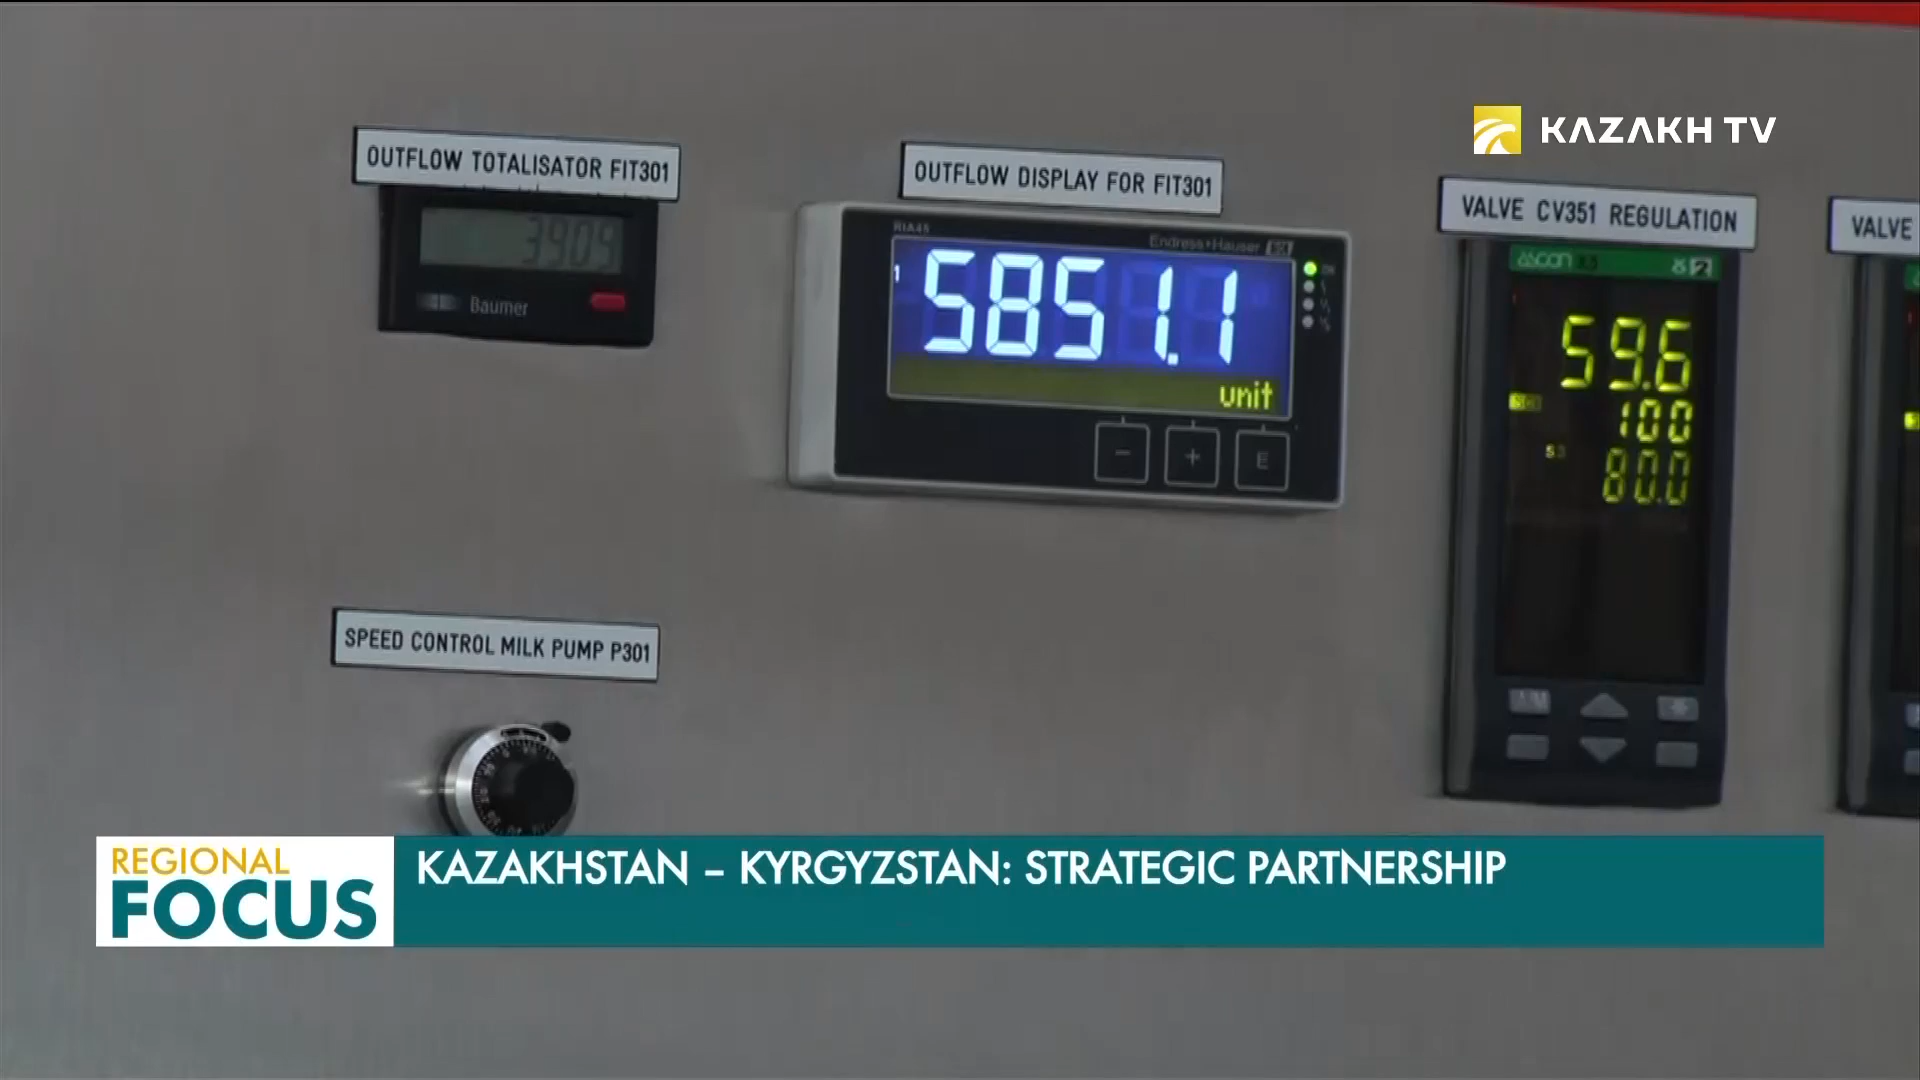 KAZAKH TV
OUTFLOW TOTALISATOR FIT301
3909
Baumer
OUTFLOW DISPLAY FOR FIT301
RIA45
Endress+Hauser
1
5851.1
unit
- + E
VALVE CV351 REGULATION
ascon
59.6
100
80.0
VALVE
SPEED CONTROL MILK PUMP P301
REGIONAL
FOCUS
KAZAKHSTAN – KYRGYZSTAN: STRATEGIC PARTNERSHIP